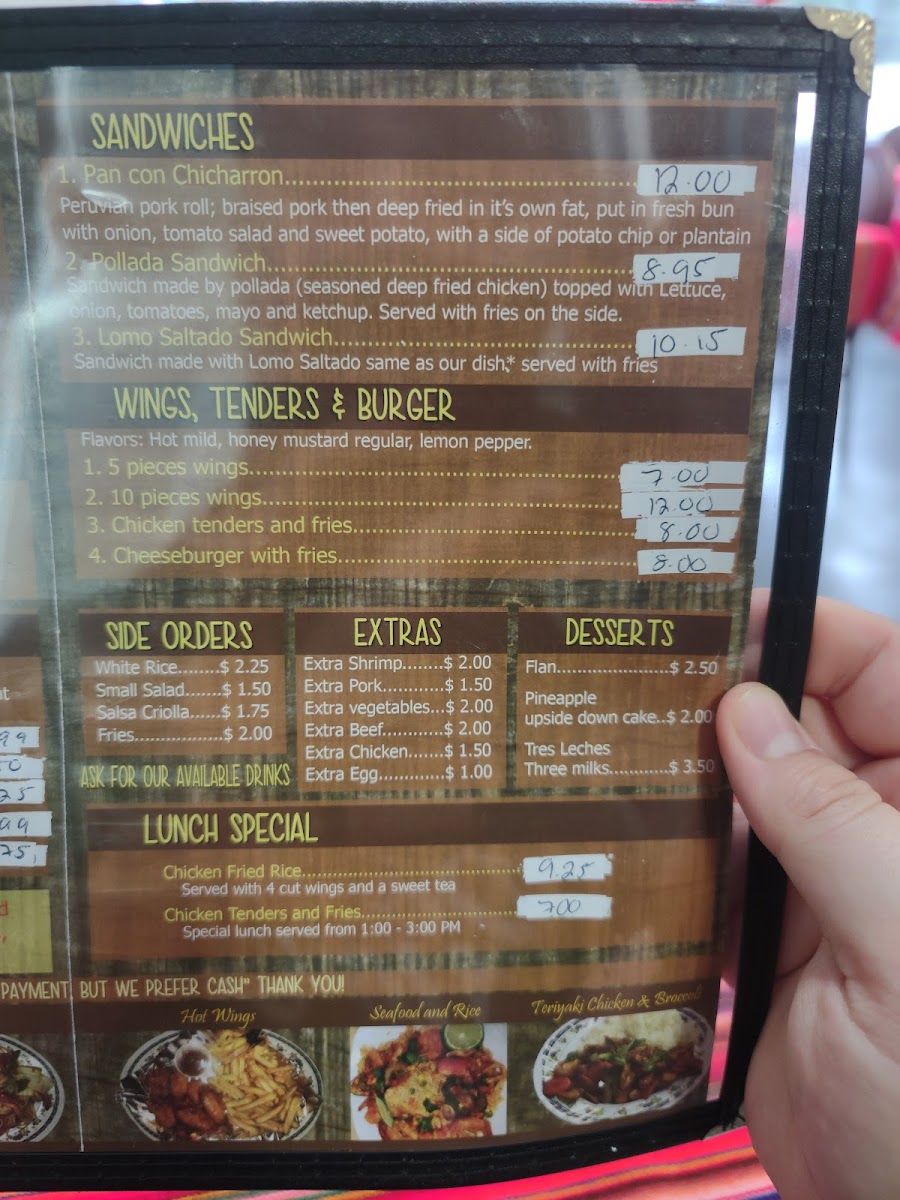 SANDWICHES
1. Pan con Chicharron.......................................................... 12.00
Peruvian pork roll; braised pork then deep fried in it's own fat, put in fresh bun
with onion, tomato salad and sweet potato, with a side of potato chip or plantain
2. Pollada Sandwich.......................................................... 8.95
Sandwich made by pollada (seasoned deep fried chicken) topped with Lettuce,
onion, tomatoes, mayo and ketchup. Served with fries on the side.
3. Lomo Saltado Sandwich.................................................. 10.15
Sandwich made with Lomo Saltado same as our dish,* served with fries
WINGS, TENDERS & BURGER
Flavors: Hot mild, honey mustard regular, lemon pepper.
1. 5 pieces wings............................................................ 7.00
2. 10 pieces wings.......................................................... 12.00
3. Chicken tenders and fries.............................................. 8.00
4. Cheeseburger with fries................................................ 8.00
SIDE ORDERS
White Rice........$ 2.25
Small Salad.......$ 1.50
Salsa Criolla......$ 1.75
Fries.................$ 2.00
ASK FOR OUR AVAILABLE DRINKS
EXTRAS
Extra Shrimp........$ 2.00
Extra Pork............$ 1.50
Extra vegetables...$ 2.00
Extra Beef............$ 2.00
Extra Chicken.......$ 1.50
Extra Egg.............$ 1.00
DESSERTS
Flan......................$ 2.50
Pineapple
upside down cake..$ 2.00
Tres Leches
Three milks............$ 3.50
25
99
75,
LUNCH SPECIAL
Chicken Fried Rice............................................ 9.25
Served with 4 cut wings and a sweet tea
Chicken Tenders and Fries............................... 700
Special lunch served from 1:00 - 3:00 PM
PAYMENT, BUT WE PREFER CASH" THANK YOU!
Hot Wings
Seafood and Rice
Teriyaki Chicken & Broccoli